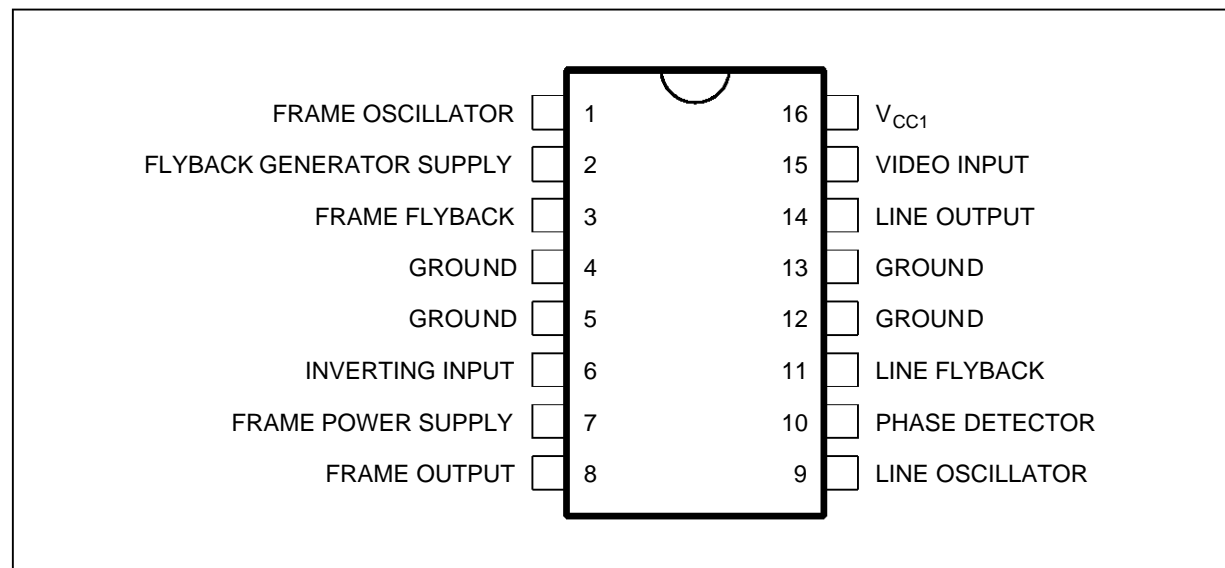 FRAME OSCILLATOR 1 16 VCC1
FLYBACK GENERATOR SUPPLY 2 15 VIDEO INPUT
FRAME FLYBACK 3 14 LINE OUTPUT
GROUND 4 13 GROUND
GROUND 5 12 GROUND
INVERTING INPUT 6 11 LINE FLYBACK
FRAME POWER SUPPLY 7 10 PHASE DETECTOR
FRAME OUTPUT 8 9 LINE OSCILLATOR